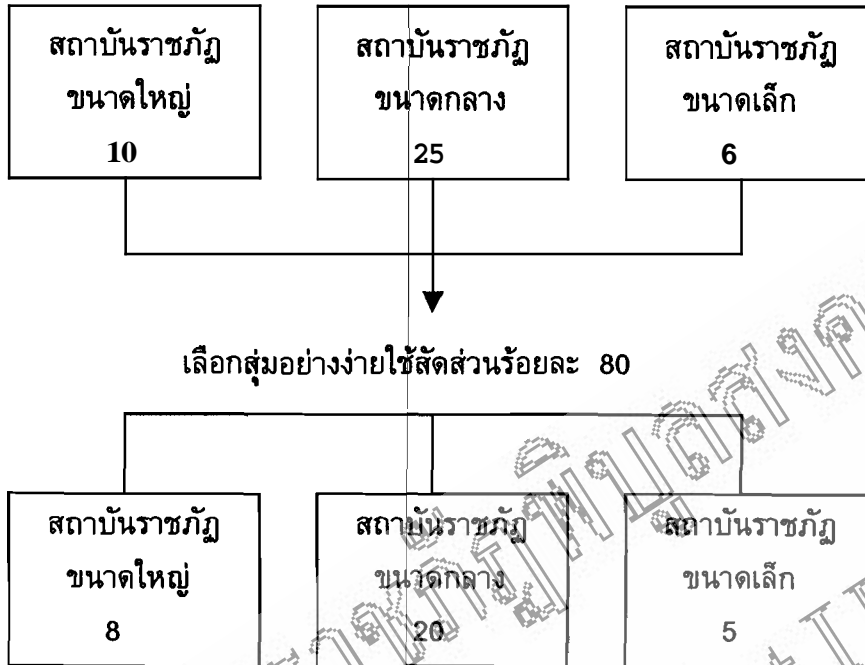 สถาบันราชภัฏ
ขนาดใหญ่
10
สถาบันราชภัฏ
ขนาดกลาง
25
สถาบันราชภัฏ
ขนาดเล็ก
6
เลือกสุ่มอย่างง่ายใช้สัดส่วนร้อยละ 80
สถาบันราชภัฏ
ขนาดใหญ่
8
สถาบันราชภัฏ
ขนาดกลาง
20
สถาบันราชภัฏ
ขนาดเล็ก
5